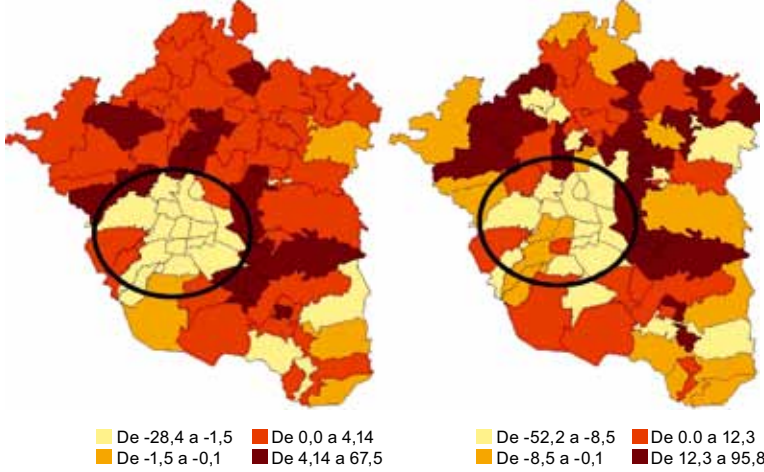 De -28,4 a -1,5 De 0,0 a 4,14
De -1,5 a -0,1 De 4,14 a 67,5
De -52,2 a -8,5 De 0.0 a 12,3
De -8,5 a -0,1 De 12,3 a 95,8